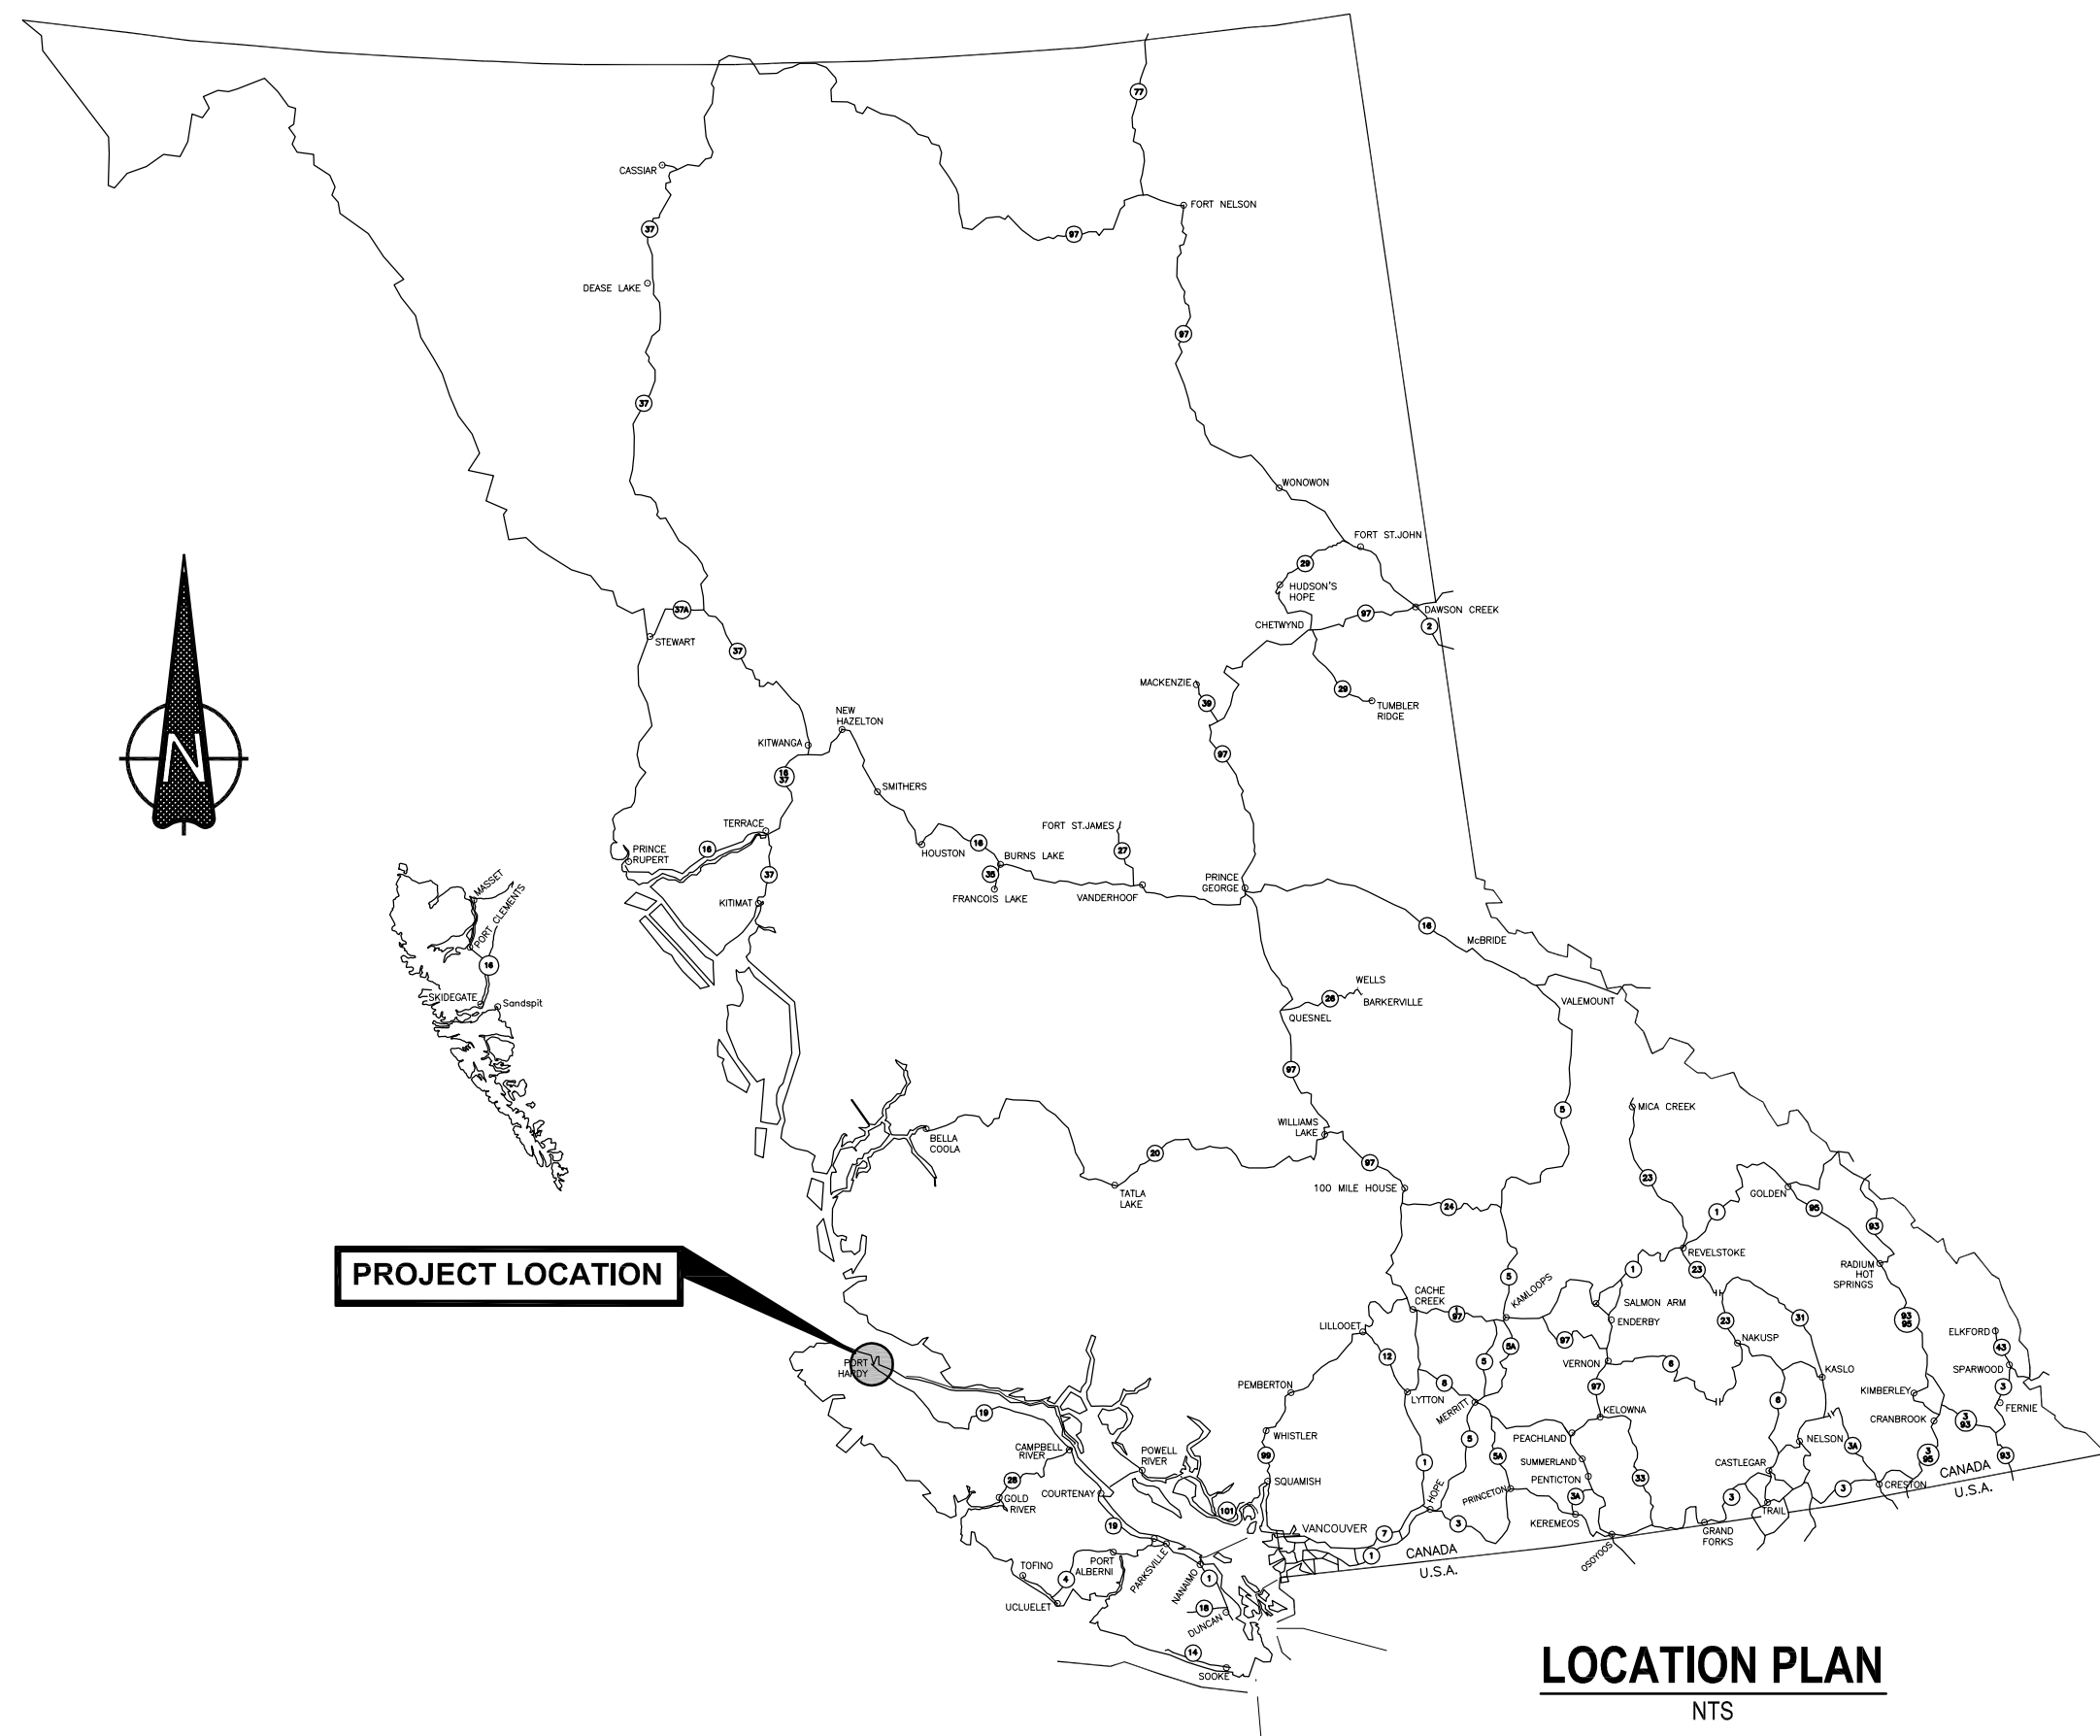 77
CASSIAR
FORT NELSON
37
97
DEASE LAKE
97
37
WONOWON
FORT ST.JOHN
29
HUDSON'S
HOPE
37A
97
DAWSON CREEK
CHETWYND
2
STEWART
37
MACKENZIE
29
39
TUMBLER
RIDGE
NEW
HAZELTON
KITWANGA
N
97
16
37
SMITHERS
TERRACE
FORT ST.JAMES
16
16
27
PRINCE
RUPERT
HOUSTON
BURNS LAKE
35
37
PRINCE
GEORGE
FRANCOIS LAKE
VANDERHOOF
MASSET
KITIMAT
PORT CLEMENTS
16
McBRIDE
16
WELLS
26
BARKERVILLE
VALEMOUNT
SKIDEGATE
Sandspit
QUESNEL
97
5
MICA CREEK
WILLIAMS
LAKE
BELLA
COOLA
20
97
23
100 MILE HOUSE
GOLDEN
TATLA
LAKE
24
95
1
93
PROJECT LOCATION
REVELSTOKE
RADIUM
HOT
SPRINGS
1
23
5
KAMLOOPS
CACHE
CREEK
SALMON ARM
1
97
ENDERBY
23
31
93
95
LILLOOET
97
5A
NAKUSP
ELKFORD
43
PORT
HARDY
12
5
VERNON
6
KASLO
SPARWOOD
8
97
3
PEMBERTON
LYTTON
KIMBERLEY
6
FERNIE
19
MERRITT
KELOWNA
CRANBROOK
3
93
WHISTLER
PEACHLAND
NELSON
3A
CAMPBELL
RIVER
POWELL
RIVER
99
5
5A
SUMMERLAND
CASTLEGAR
3
95
93
28
1
PENTICTON
33
CANADA
U.S.A.
SQUAMISH
COURTENAY
GOLD
RIVER
HOPE
PRINCETON
3A
3
3
CRESTON
101
TRAIL
19
VANCOUVER
7
3
KEREMEOS
GRAND
FORKS
CANADA
U.S.A.
1
OSOYOOS
TOFINO
PORT
ALBERNI
PARKSVILLE
4
NANAIMO
1
UCLUELET
18
DUNCAN
14
SOOKE
LOCATION PLAN
NTS